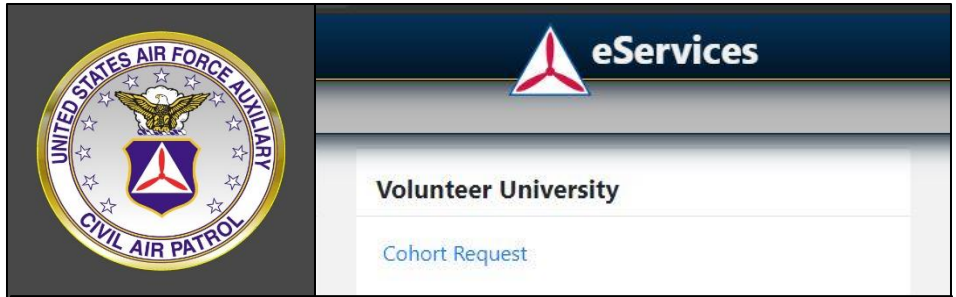 UNITED STATES AIR FORCE AUXILIARY
CIVIL AIR PATROL
eServices
Volunteer University
Cohort Request